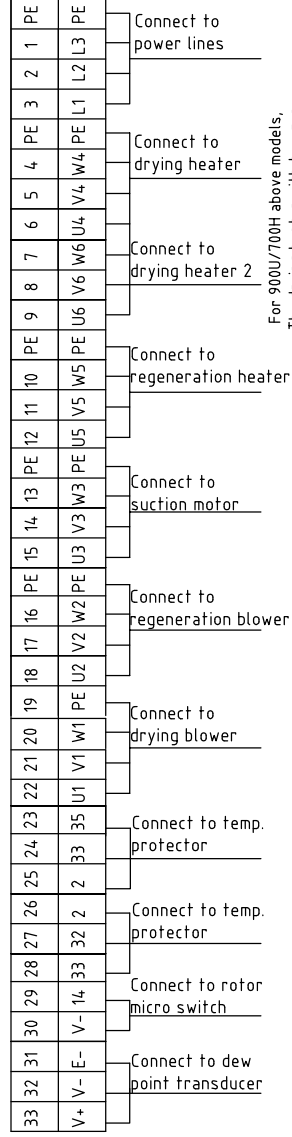 PE PE
1 L3
2 L2
3 L1
Connect to
power lines
PE PE
4 W4
5 V4
6 U4
Connect to
drying heater
7 W6
8 V6
9 U6
Connect to
drying heater 2
PE PE
10 W5
11 V5
12 U5
Connect to
regeneration heater
PE PE
13 W3
14 V3
15 U3
Connect to
suction motor
PE PE
16 W2
17 V2
18 U2
Connect to
regeneration blower
19 PE
20 W1
21 V1
22 U1
Connect to
drying blower
23 35
24 33
25 2
Connect to temp.
protector
26 2
27 32
28 33
Connect to temp.
protector
29 14
30 V-
Connect to rotor
micro switch
31 E-
32 V-
33 V+
Connect to dew
point transducer
For 900U/700H above models,